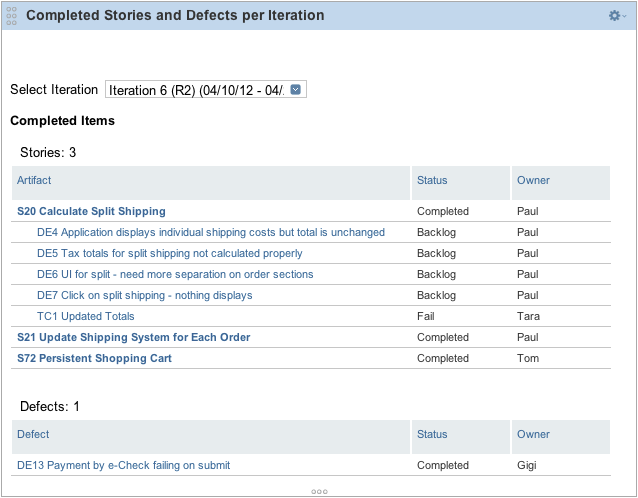 Completed Stories and Defects per Iteration
Select Iteration Iteration 6 (R2) (04/10/12 - 04/
Completed Items
Stories: 3
Artifact Status Owner
S20 Calculate Split Shipping Completed Paul
DE4 Application displays individual shipping costs but total is unchanged Backlog Paul
DE5 Tax totals for split shipping not calculated properly Backlog Paul
DE6 UI for split - need more separation on order sections Backlog Paul
DE7 Click on split shipping - nothing displays Backlog Paul
TC1 Updated Totals Fail Tara
S21 Update Shipping System for Each Order Completed Paul
S72 Persistent Shopping Cart Completed Tom
Defects: 1
Defect Status Owner
DE13 Payment by e-Check failing on submit Completed Gigi